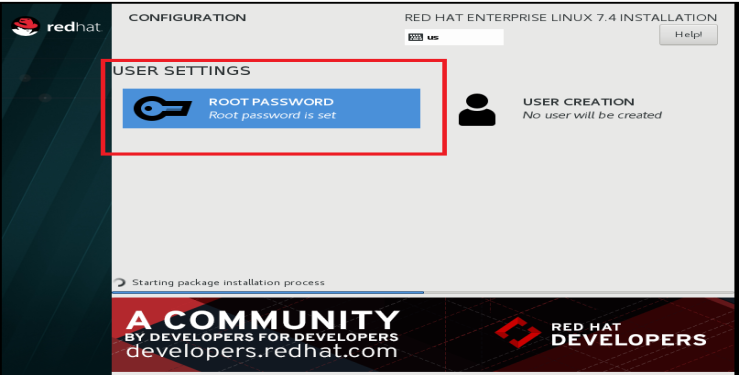 redhat.
CONFIGURATION
RED HAT ENTERPRISE LINUX 7.4 INSTALLATION
us
Help!
USER SETTINGS
ROOT PASSWORD
Root password is set
USER CREATION
No user will be created
Starting package installation process
A COMMUNITY
BY DEVELOPERS FOR DEVELOPERS
developers.redhat.com
RED HAT
DEVELOPERS